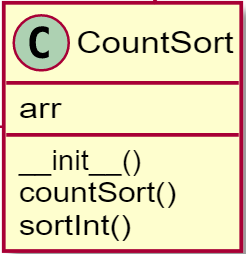 C CountSort
arr
__init__()
countSort()
sortInt()